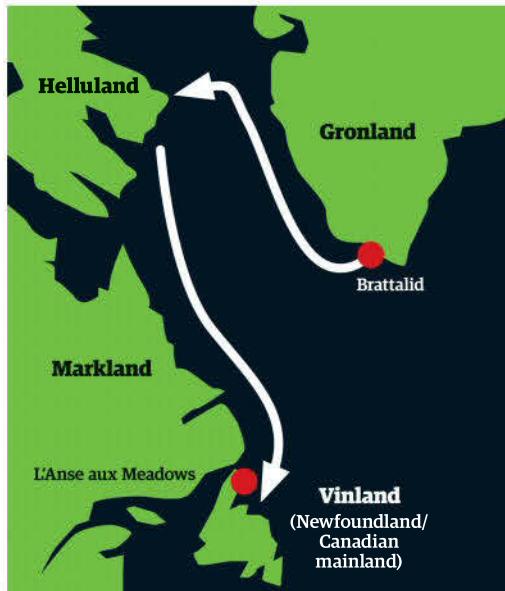 Helluland
Gronland
Brattalid
Markland
L'Anse aux Meadows
Vinland
(Newfoundland/
Canadian
mainland)